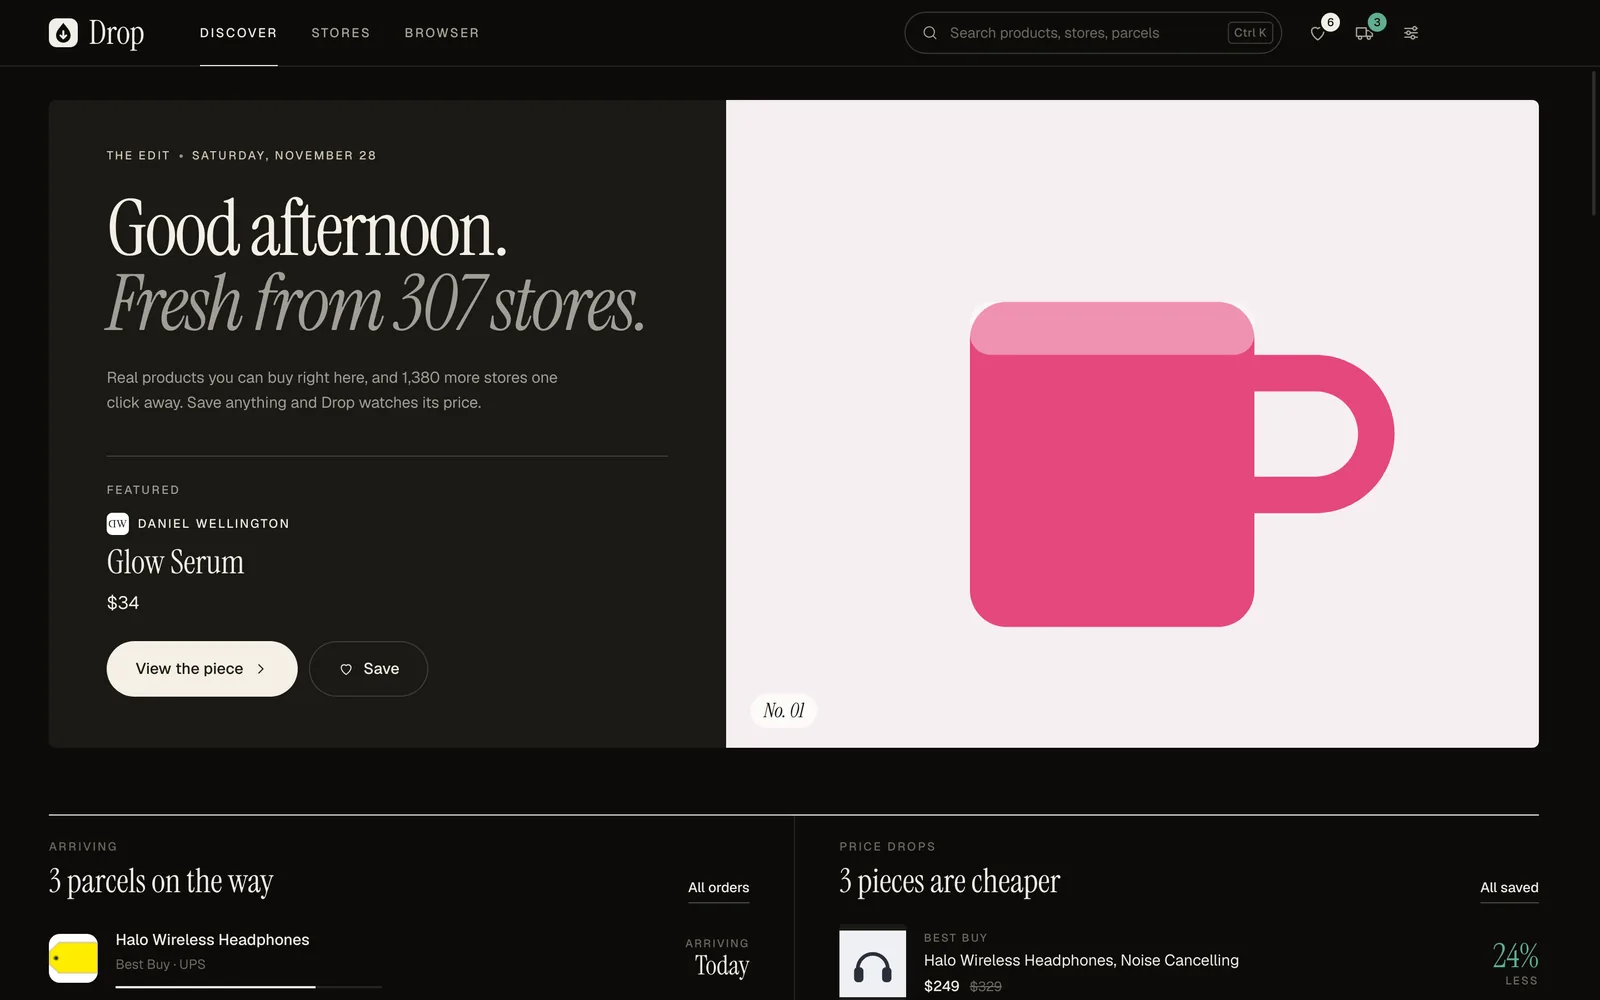 Drop
DISCOVER
STORES
BROWSER
Search products, stores, parcels
Ctrl K
6
3
THE EDIT • SATURDAY, NOVEMBER 28
Good afternoon.
Fresh from 307 stores.
Real products you can buy right here, and 1,380 more stores one
click away. Save anything and Drop watches its price.
FEATURED
DW
DANIEL WELLINGTON
Glow Serum
$34
View the piece
Save
No. 01
ARRIVING
3 parcels on the way
All orders
Halo Wireless Headphones
Best Buy · UPS
ARRIVING
Today
PRICE DROPS
3 pieces are cheaper
All saved
BEST BUY
Halo Wireless Headphones, Noise Cancelling
$249 $329
24%
LESS